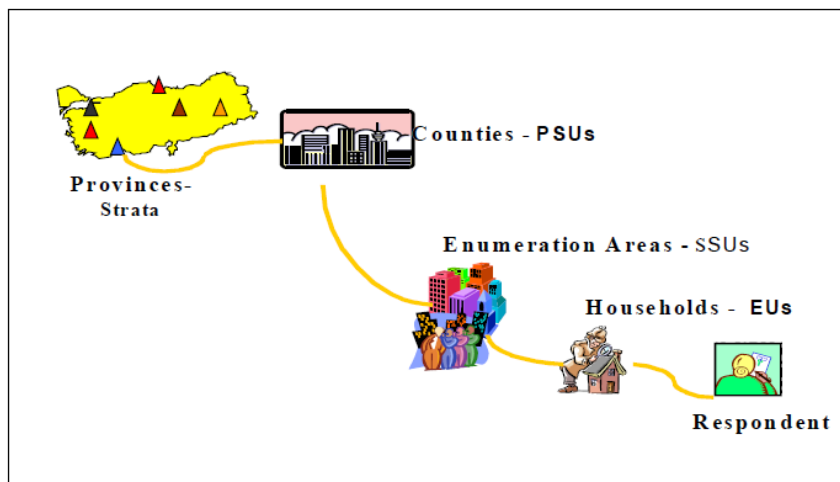 Counties - PSUs
Provinces-
Strata
Enumeration Areas - SSUs
Households - EUs
Respondent